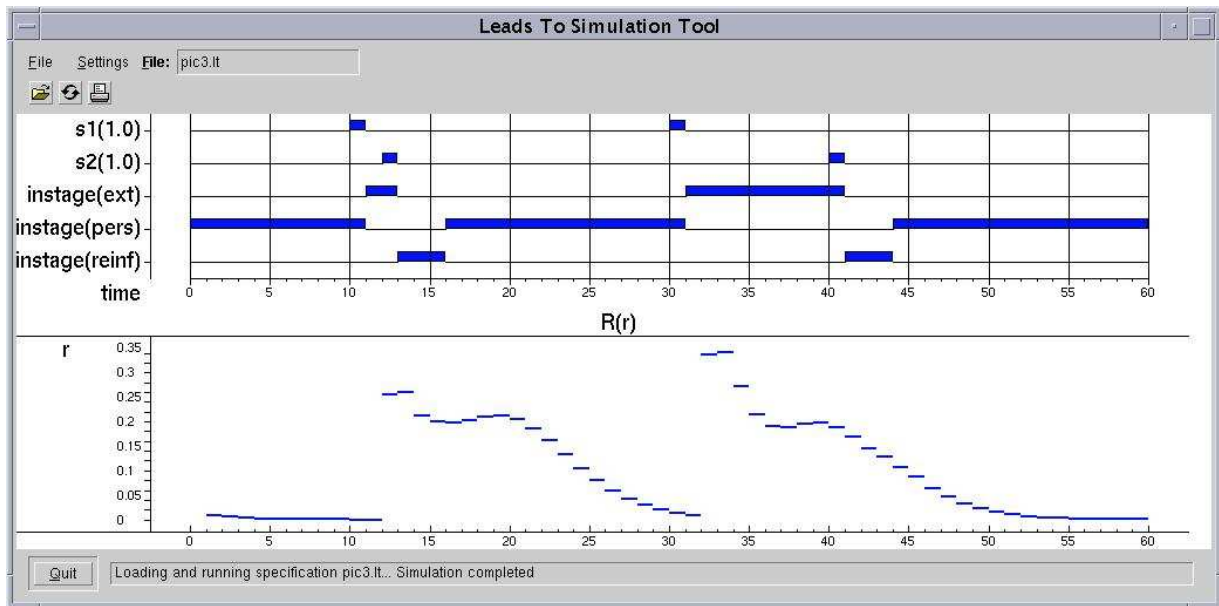 Leads To Simulation Tool
File Settings File: pic3.lt
s1(1.0)
s2(1.0)
instage(ext)
instage(pers)
instage(reinf)
time
0 5 10 15 20 25 30 35 40 45 50 55 60
R(r)
r
0.35
0.3
0.25
0.2
0.15
0.1
0.05
0
0 5 10 15 20 25 30 35 40 45 50 55 60
Quit Loading and running specification pic3.lt... Simulation completed